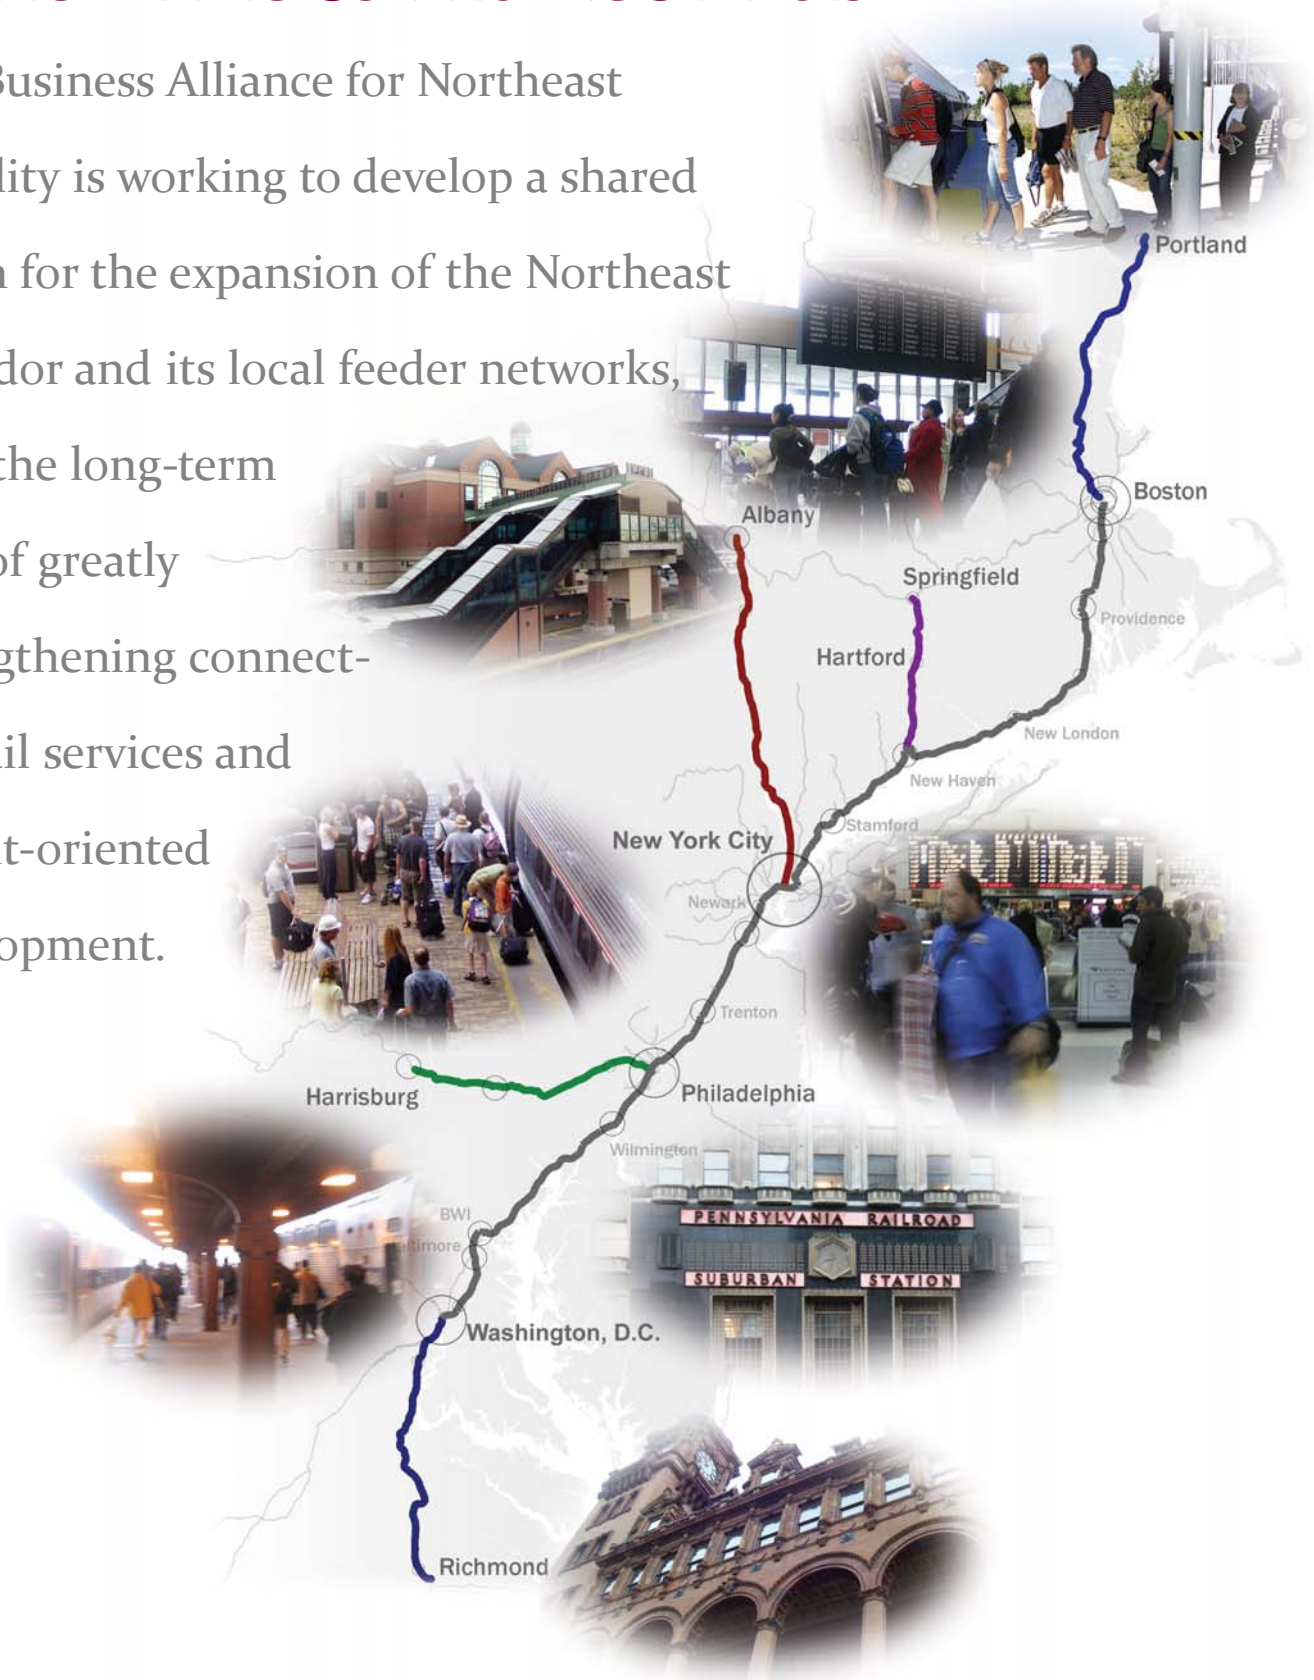 Business Alliance for Northeast
lity is working to develop a shared
n for the expansion of the Northeast
dor and its local feeder networks,
the long-term
of greatly
gthening connect-
ail services and
it-oriented
opment.
Portland
Boston
Albany
Springfield
Providence
Hartford
New London
New Haven
Stamford
New York City
Newark
Trenton
Harrisburg
Philadelphia
Wilmington
PENNSYLVANIA RAILROAD
BWI
timore
SUBURBAN STATION
Washington, D.C.
Richmond